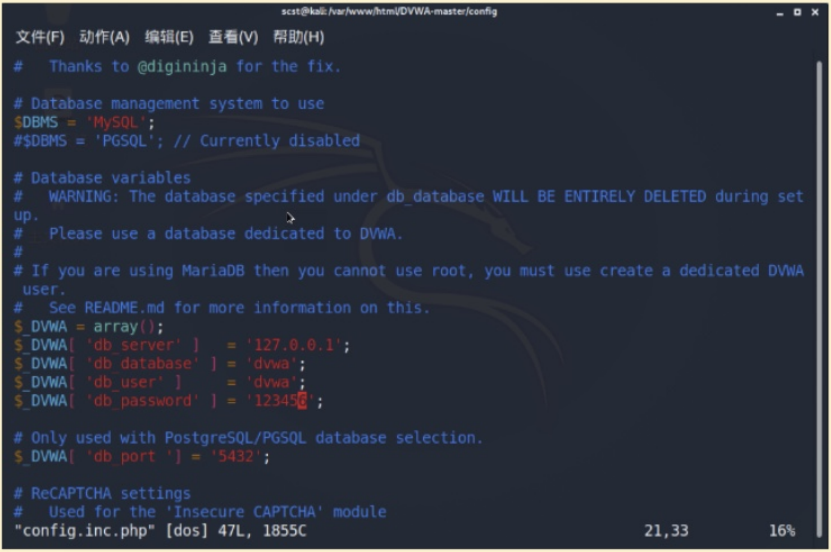 scst@kali: /var/www/html/DVWA-master/config
文件(F) 动作(A) 编辑(E) 查看(V) 帮助(H)
#   Thanks to @digininja for the fix.
# Database management system to use
$DBMS = 'MySQL';
#$DBMS = 'PGSQL'; // Currently disabled
# Database variables
#   WARNING: The database specified under db_database WILL BE ENTIRELY DELETED during set
up.
#   Please use a database dedicated to DVWA.
#
# If you are using MariaDB then you cannot use root, you must use create a dedicated DVWA
 user.
#   See README.md for more information on this.
$_DVWA = array();
$_DVWA[ 'db_server' ]   = '127.0.0.1';
$_DVWA[ 'db_database' ] = 'dvwa';
$_DVWA[ 'db_user' ]     = 'dvwa';
$_DVWA[ 'db_password' ] = '123456';
# Only used with PostgreSQL/PGSQL database selection.
$_DVWA[ 'db_port '] = '5432';
# ReCAPTCHA settings
#   Used for the 'Insecure CAPTCHA' module
"config.inc.php" [dos] 47L, 1855C 21,33 16%